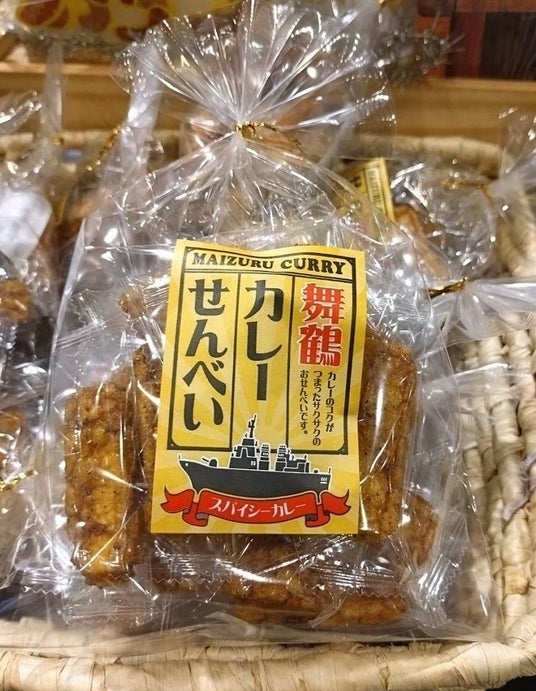 MAIZURU CURRY
舞鶴
カレーのコクが
つまったサクサクの
おせんべいです。
カレー
せんべい
スパイシーカレー